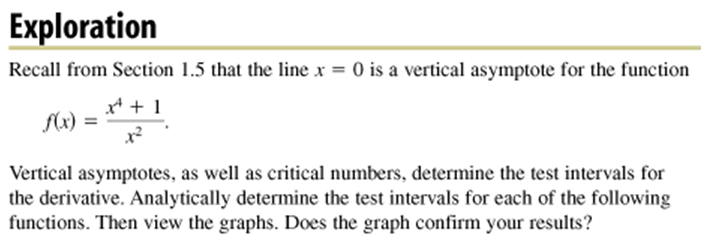 Exploration
Recall from Section 1.5 that the line x = 0 is a vertical asymptote for the function
f(x) = \frac{x^4 + 1}{x^2}.
Vertical asymptotes, as well as critical numbers, determine the test intervals for
the derivative. Analytically determine the test intervals for each of the following
functions. Then view the graphs. Does the graph confirm your results?